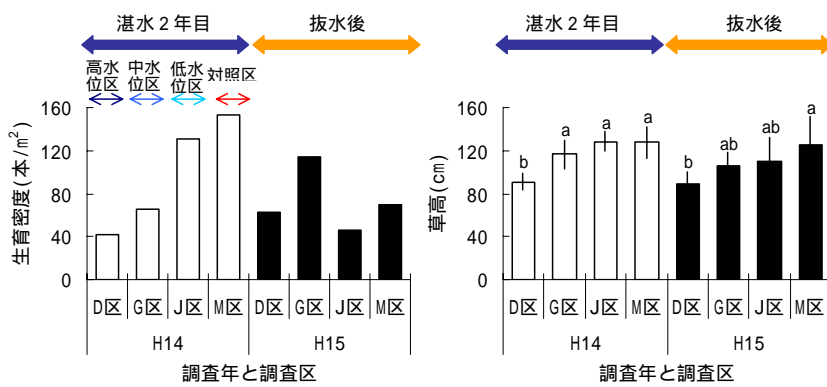 湛水２年目
抜水後
高水位区
中水位区
低水位区
対照区
生育密度(本/㎡)
160
120
80
40
0
D区
G区
J区
M区
D区
G区
J区
M区
H14
H15
調査年と調査区
湛水２年目
抜水後
草高(cm)
160
120
80
40
0
b
a
a
a
b
ab
ab
a
D区
G区
J区
M区
D区
G区
J区
M区
H14
H15
調査年と調査区